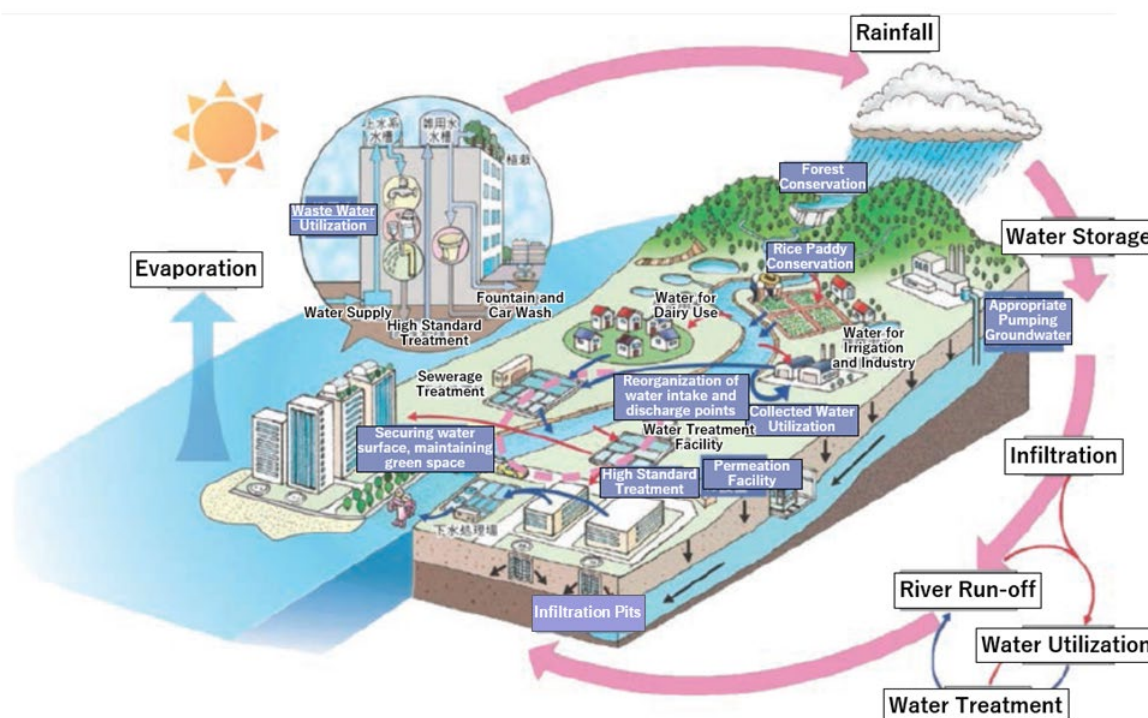 Rainfall
上水系
水槽
雑用水
水槽
植栽
Forest
Conservation
Waste Water
Utilization
Water Storage
Rice Paddy
Conservation
Evaporation
Water Supply
High Standard
Treatment
Fountain and
Car Wash
Water for
Dairy Use
Appropriate
Pumping
Groundwater
Water for
Irrigation
and Industry
Sewerage
Treatment
Reorganization of
water intake and
discharge points
Collected Water
Utilization
Securing water
surface, maintaining
green space
Water Treatment
Facility
Infiltration
High Standard
Treatment
Permeation
Facility
下水処理場
River Run-off
Infiltration Pits
Water Utilization
Water Treatment